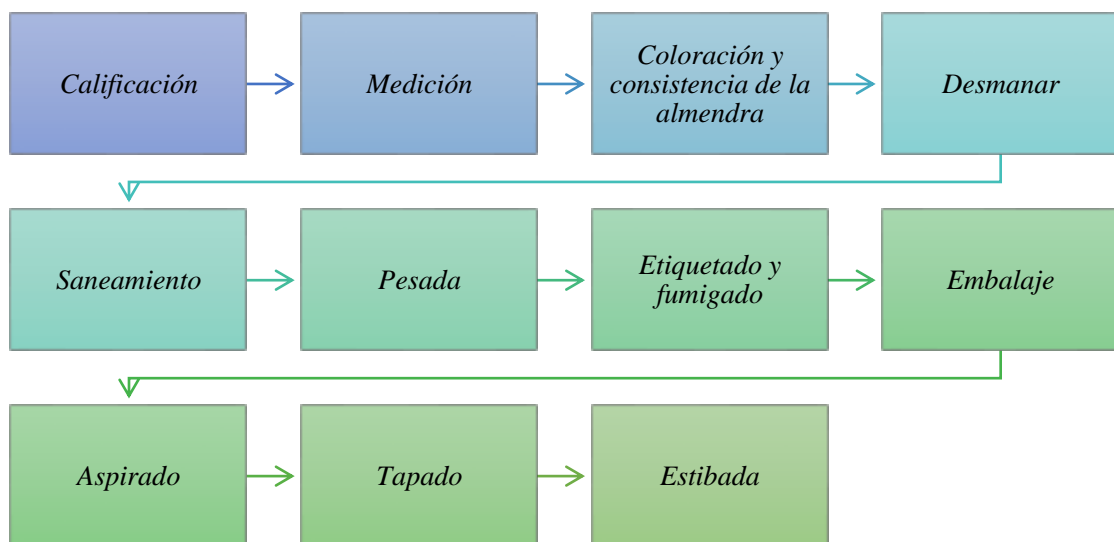 Calificación
Medición
Coloración y
consistencia de la
almendra
Desmanar
Saneamiento
Pesada
Etiquetado y
fumigado
Embalaje
Aspirado
Tapado
Estibada